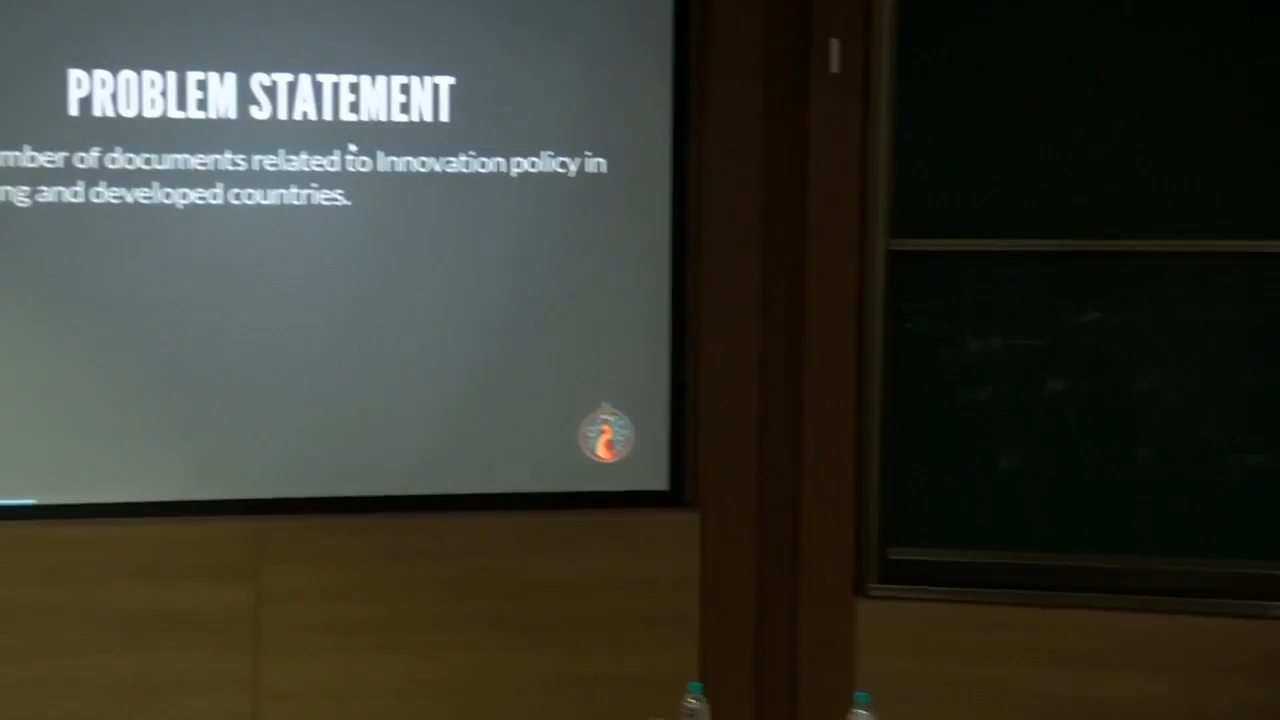 PROBLEM STATEMENT
mber of documents related to Innovation policy in
ng and developed countries.